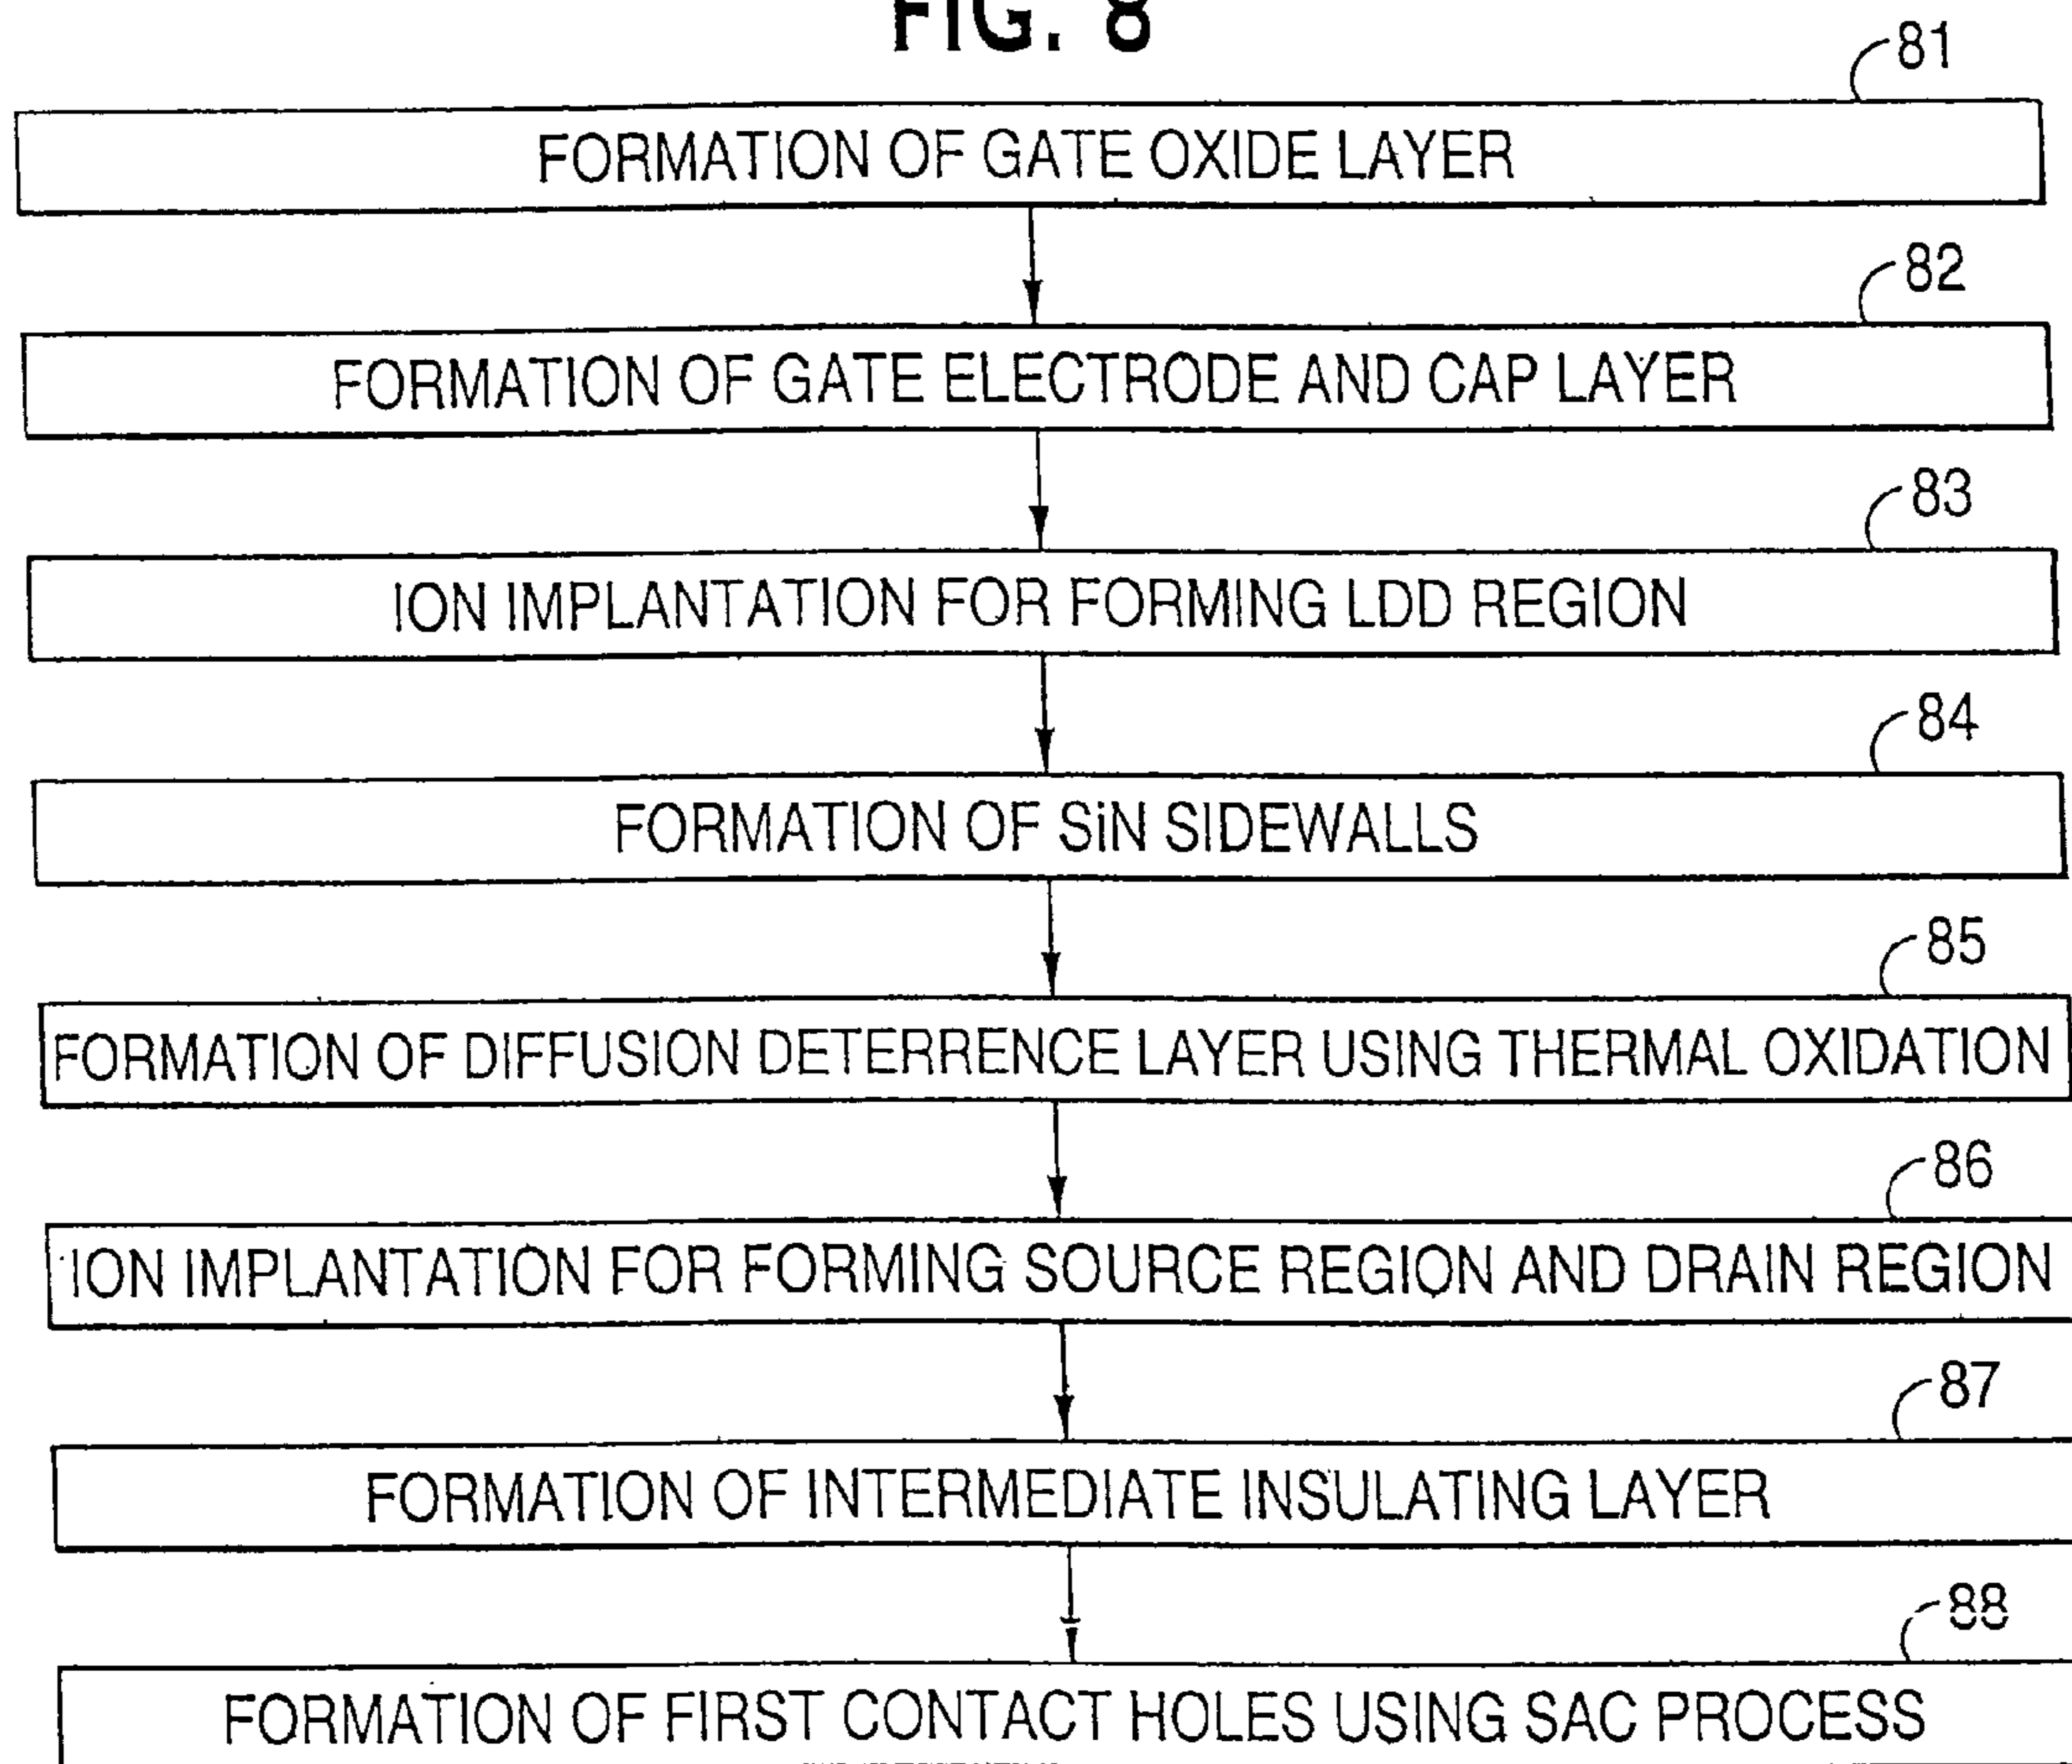 FIG. 8
81
FORMATION OF GATE OXIDE LAYER
82
FORMATION OF GATE ELECTRODE AND CAP LAYER
83
ION IMPLANTATION FOR FORMING LDD REGION
84
FORMATION OF SiN SIDEWALLS
85
FORMATION OF DIFFUSION DETERRENCE LAYER USING THERMAL OXIDATION
86
ION IMPLANTATION FOR FORMING SOURCE REGION AND DRAIN REGION
87
FORMATION OF INTERMEDIATE INSULATING LAYER
88
FORMATION OF FIRST CONTACT HOLES USING SAC PROCESS